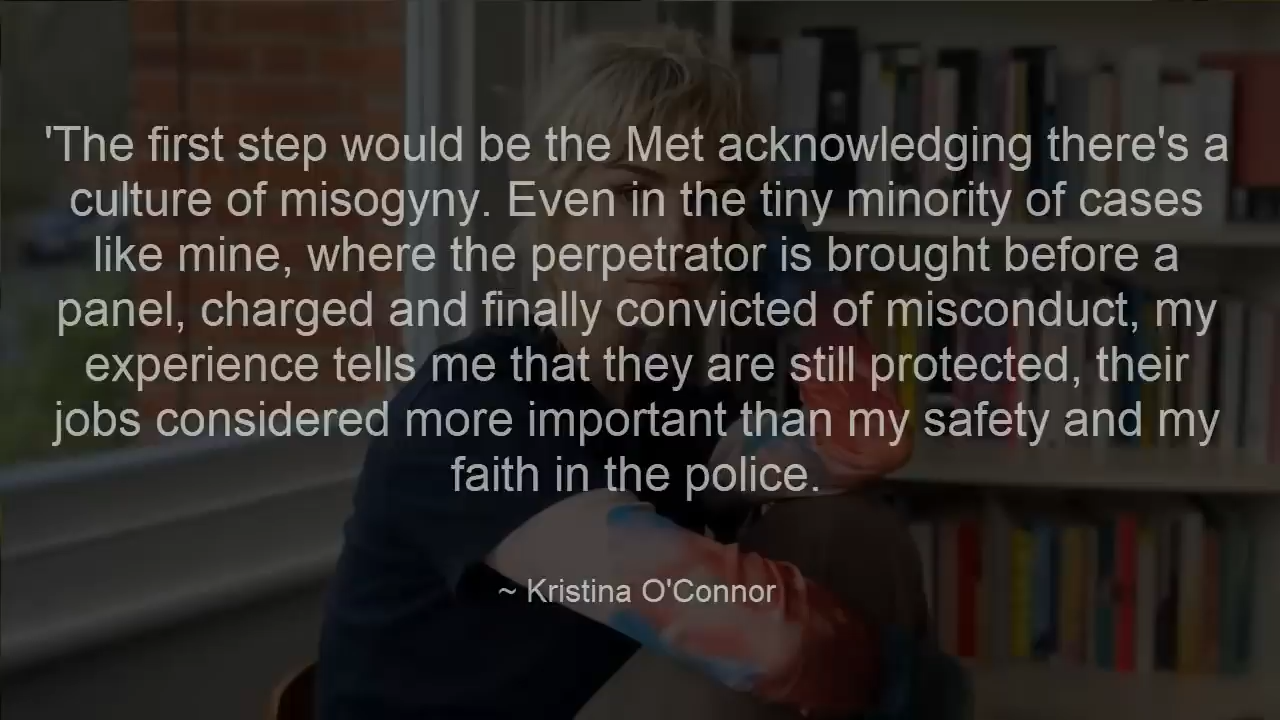 'The first step would be the Met acknowledging there's a
culture of misogyny. Even in the tiny minority of cases
like mine, where the perpetrator is brought before a
panel, charged and finally convicted of misconduct, my
experience tells me that they are still protected, their
jobs considered more important than my safety and my
faith in the police.
~ Kristina O'Connor